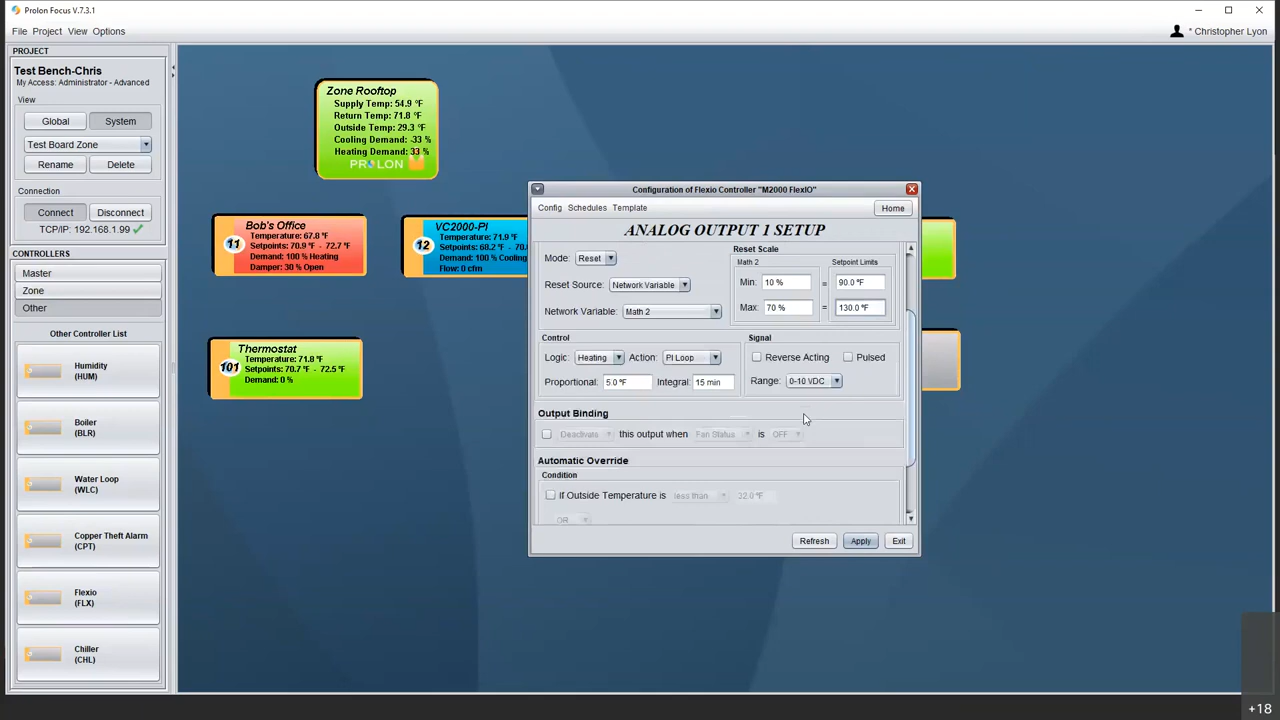 Prolon Focus V.7.3.1
File Project View Options
* Christopher Lyon
PROJECT
Test Bench-Chris
My Access: Administrator - Advanced
View
Global System
Test Board Zone
Rename Delete
Connection
Connect Disconnect
TCP/IP: 192.168.1.99
CONTROLLERS
Master
Zone
Other
Other Controller List
Humidity
(HUM)
Boiler
(BLR)
Water Loop
(WLC)
Copper Theft Alarm
(CPT)
Flexio
(FLX)
Chiller
(CHL)
Zone Rooftop
Supply Temp: 54.9 °F
Return Temp: 71.8 °F
Outside Temp: 29.3 °F
Cooling Demand: -33 %
Heating Demand: 33 %
PROLON
11
Bob's Office
Temperature: 67.8 °F
Setpoints: 70.9 °F - 72.7 °F
Demand: 100 % Heating
Damper: 30 % Open
12
VC2000-PI
Temperature: 71.9 °F
Setpoints: 68.2 °F - 70.
Demand: 100 % Cooling
Flow: 0 cfm
101
Thermostat
Temperature: 71.8 °F
Setpoints: 70.7 °F - 72.5 °F
Demand: 0 %
Configuration of Flexio Controller "M2000 FlexIO"
Config Schedules Template
Home
ANALOG OUTPUT 1 SETUP
Mode: Reset
Reset Source: Network Variable
Network Variable: Math 2
Reset Scale
Math 2 Setpoint Limits
Min: 10 % = 90.0 °F
Max: 70 % = 130.0 °F
Control
Logic: Heating Action: PI Loop
Proportional: 5.0 °F Integral: 15 min
Signal
Reverse Acting Pulsed
Range: 0-10 VDC
Output Binding
Deactivate this output when Fan Status is OFF
Automatic Override
Condition
If Outside Temperature is less than 32.0 °F
OR
Refresh Apply Exit
+18